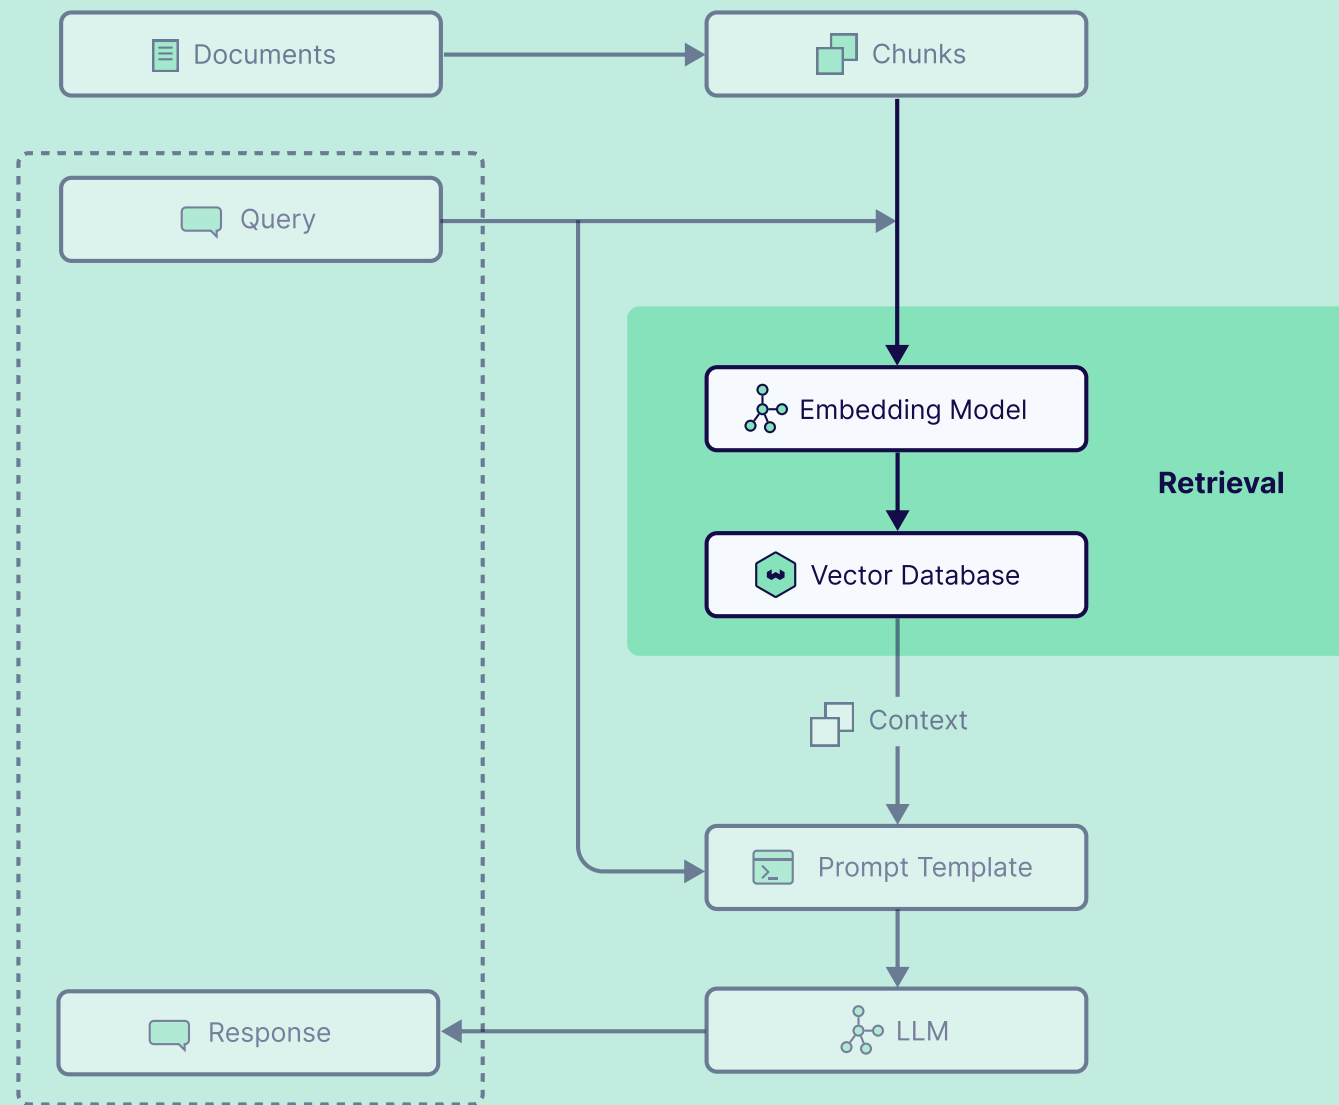 Documents
Chunks
Query
Embedding Model
Retrieval
Vector Database
Context
Prompt Template
Response
LLM